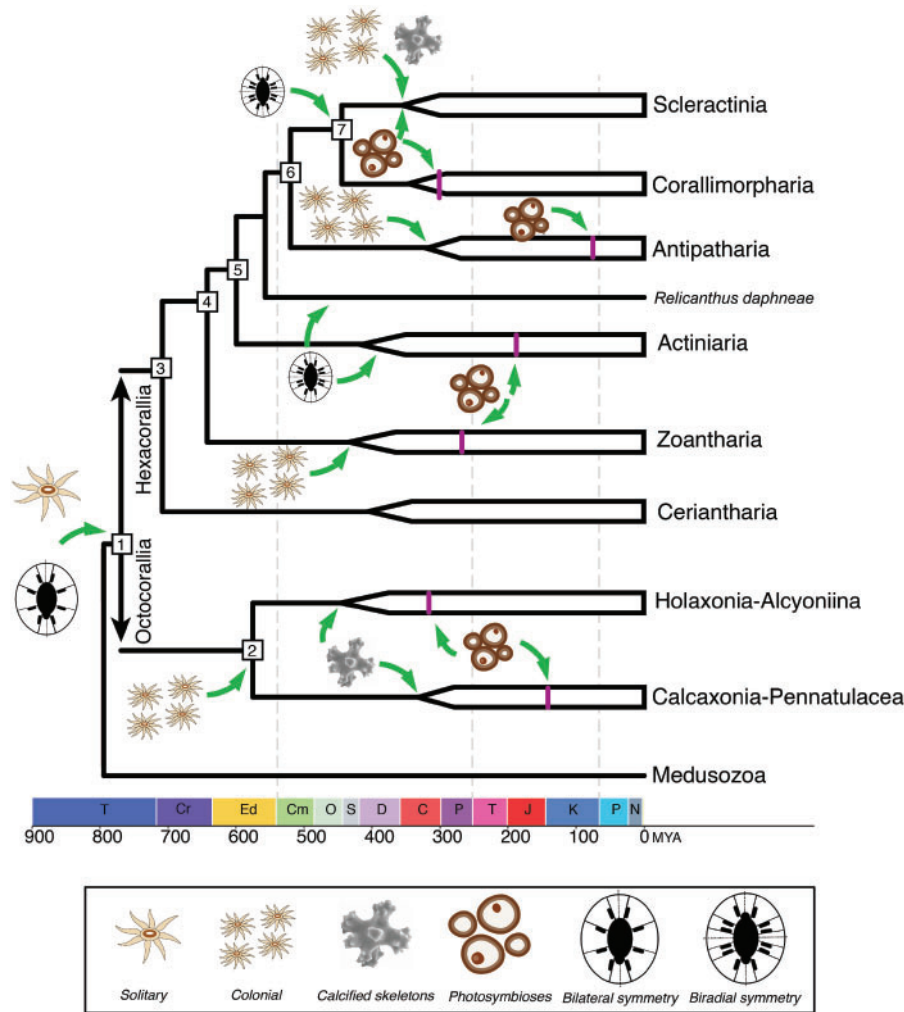 Scleractinia
7
Corallimorpharia
6
Antipatharia
5
Relicanthus daphneae
4
Actiniaria
3
Hexacorallia
Zoantharia
Ceriantharia
1
Octocorallia
Holaxonia-Alcyoniina
2
Calcaxonia-Pennatulacea
Medusozoa
T Cr Ed Cm O S D C P T J K P N
900 800 700 600 500 400 300 200 100 0 MYA
Solitary Colonial Calcified skeletons Photosymbioses Bilateral symmetry Biradial symmetry